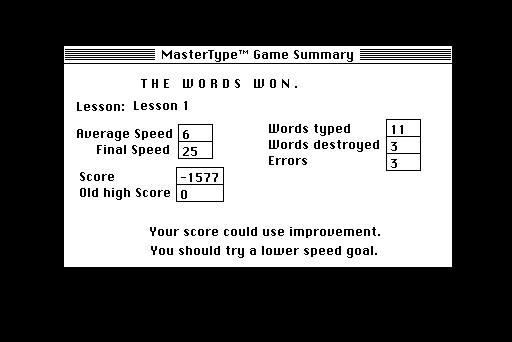 MasterType™ Game Summary
THE WORDS WON.
Lesson: Lesson 1
Average Speed 6
Final Speed 25
Words typed 11
Words destroyed 3
Errors 3
Score -1577
Old high Score 0
Your score could use improvement.
You should try a lower speed goal.